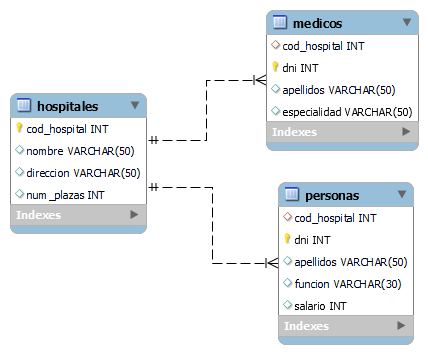 hospitales
cod_hospital INT
nombre VARCHAR(50)
direccion VARCHAR(50)
num_plazas INT
Indexes
medicos
cod_hospital INT
dni INT
apellidos VARCHAR(50)
especialidad VARCHAR(50)
Indexes
personas
cod_hospital INT
dni INT
apellidos VARCHAR(50)
funcion VARCHAR(30)
salario INT
Indexes